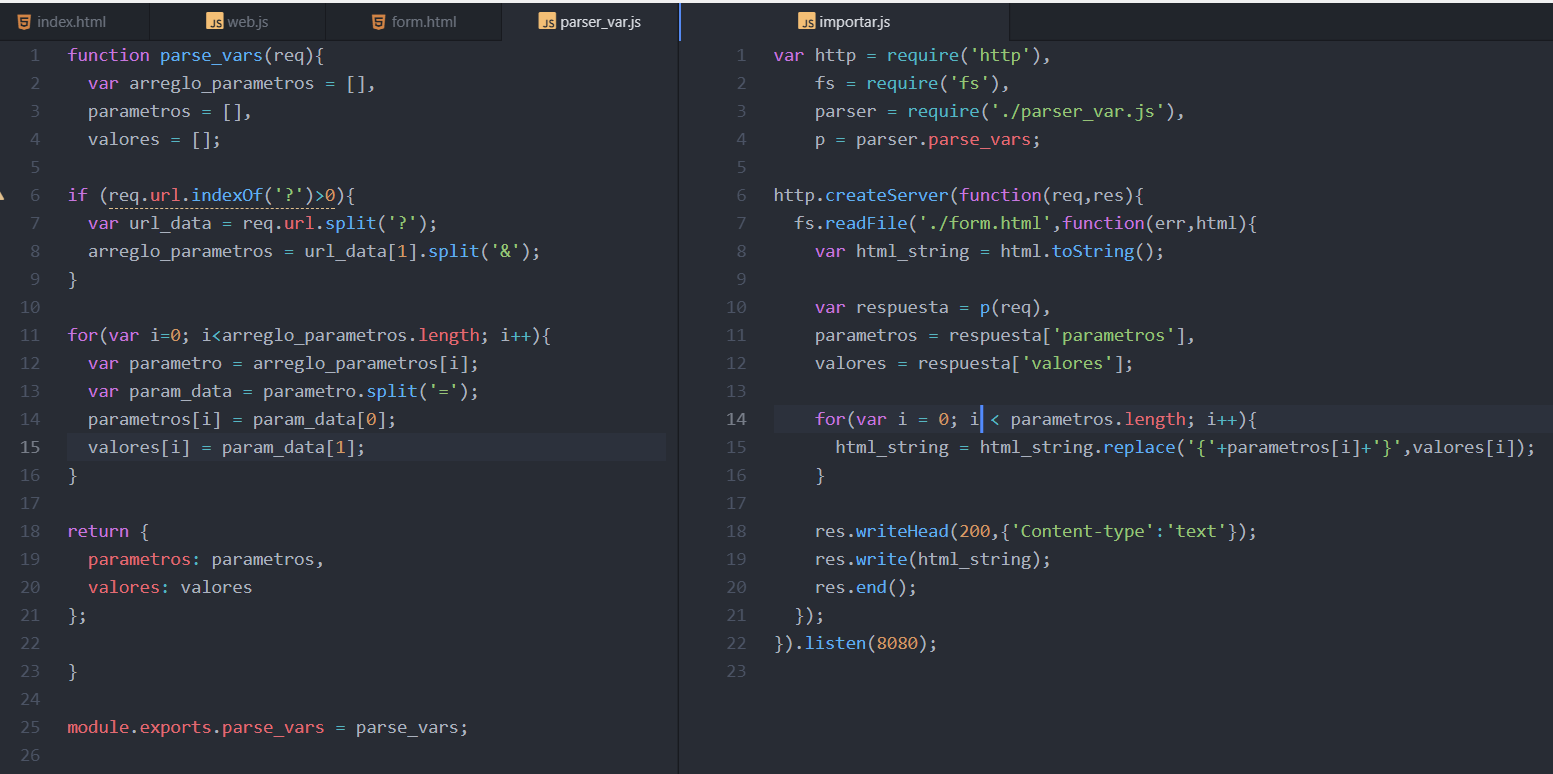 index.html
web.js
form.html
parser_var.js
importar.js
1 function parse_vars(req){
2   var arreglo_parametros = [],
3   parametros = [],
4   valores = [];
5
6 if (req.url.indexOf('?')>0){
7   var url_data = req.url.split('?');
8   arreglo_parametros = url_data[1].split('&');
9 }
10
11 for(var i=0; i<arreglo_parametros.length; i++){
12   var parametro = arreglo_parametros[i];
13   var param_data = parametro.split('=');
14   parametros[i] = param_data[0];
15   valores[i] = param_data[1];
16 }
17
18 return {
19   parametros: parametros,
20   valores: valores
21 };
22
23 }
24
25 module.exports.parse_vars = parse_vars;
26
1 var http = require('http'),
2     fs = require('fs'),
3     parser = require('./parser_var.js'),
4     p = parser.parse_vars;
5
6 http.createServer(function(req,res){
7   fs.readFile('./form.html',function(err,html){
8     var html_string = html.toString();
9
10     var respuesta = p(req),
11     parametros = respuesta['parametros'],
12     valores = respuesta['valores'];
13
14     for(var i = 0; i < parametros.length; i++){
15       html_string = html_string.replace('{'+parametros[i]+'}',valores[i]);
16     }
17
18     res.writeHead(200,{'Content-type':'text'});
19     res.write(html_string);
20     res.end();
21   });
22 }).listen(8080);
23